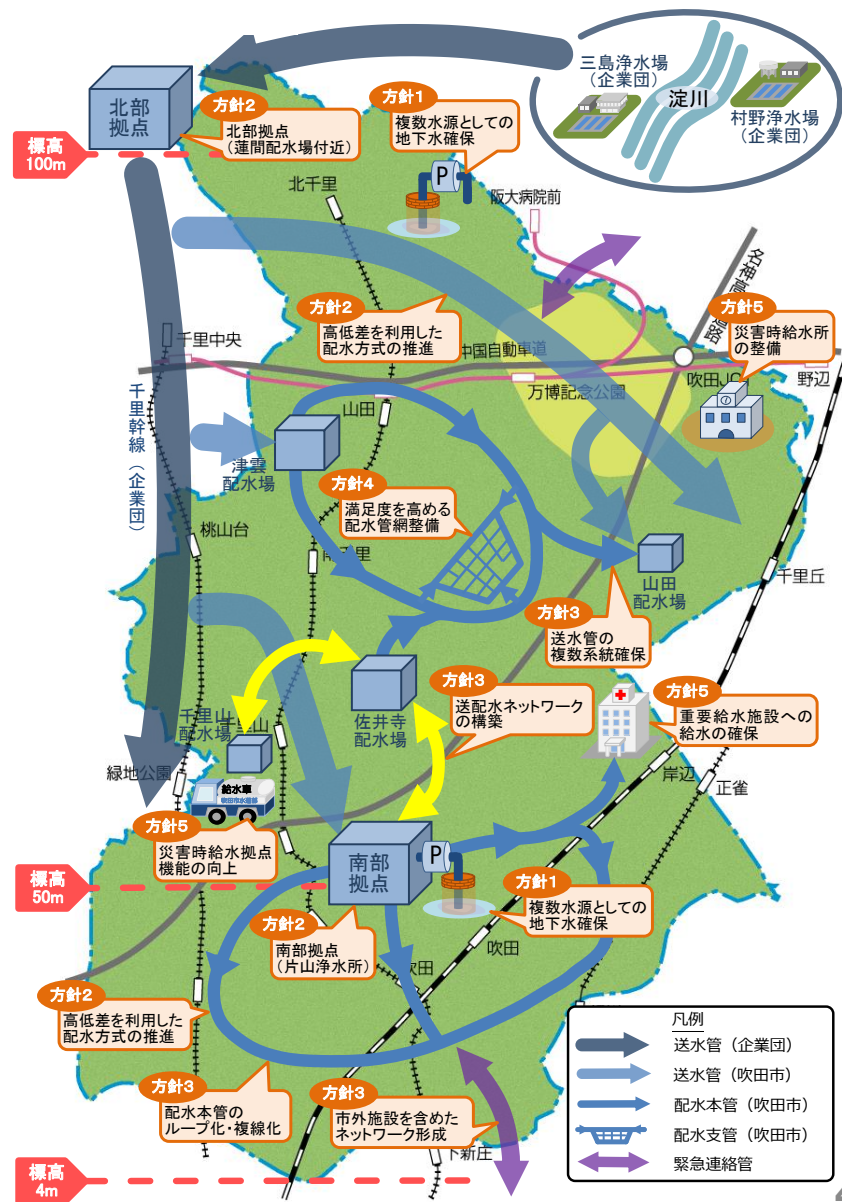 三島浄水場
（企業団）
淀川
村野浄水場
（企業団）
北部
拠点
方針2
北部拠点
（蓮間配水場付近）
方針1
複数水源としての
地下水確保
P
標高
100m
北千里
阪大病院前
名神高速
方針2
高低差を利用した
配水方式の推進
方針5
災害時給水所
の整備
千里中央
中国自動車道
吹田JC
野辺
万博記念公園
山田
千里幹線（企業団）
津雲
配水場
方針4
満足度を高める
配水管網整備
桃山台
南千里
山田
配水場
千里丘
方針3
送水管の
複数系統確保
方針3
送配水ネットワーク
の構築
方針5
重要給水施設への
給水の確保
佐井寺
配水場
千里山
配水場
千里山
緑地公園
給水車
吹田市水道部
岸辺
正雀
方針5
災害時給水拠点
機能の向上
南部
拠点
P
標高
50m
方針1
複数水源としての
地下水確保
方針2
南部拠点
（片山浄水所）
吹田
吹田
方針2
高低差を利用した
配水方式の推進
方針3
配水本管の
ループ化・複線化
方針3
市外施設を含めた
ネットワーク形成
下新庄
標高
4m
凡例
送水管（企業団）
送水管（吹田市）
配水本管（吹田市）
配水支管（吹田市）
緊急連絡管